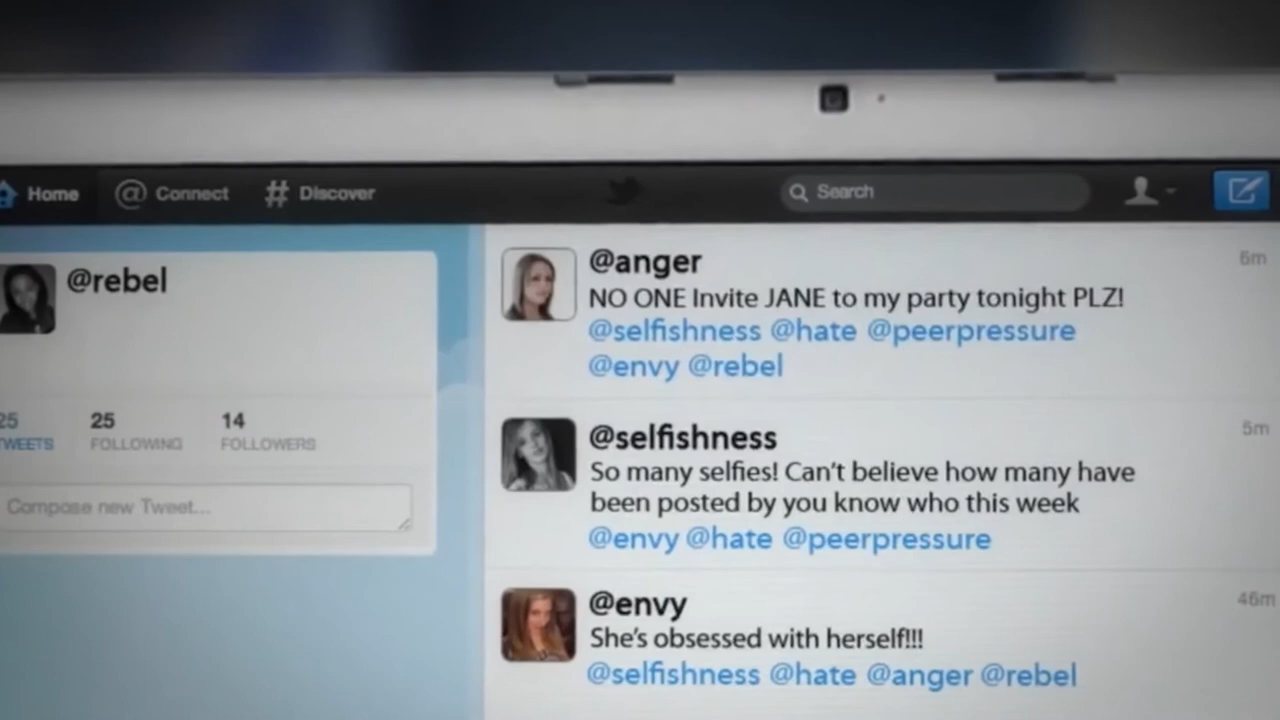 Home @ Connect # Discover Search
@rebel
25 25 14
TWEETS FOLLOWING FOLLOWERS
Compose new Tweet...
@anger 6m
NO ONE Invite JANE to my party tonight PLZ!
@selfishness @hate @peerpressure
@envy @rebel
@selfishness 5m
So many selfies! Can't believe how many have
been posted by you know who this week
@envy @hate @peerpressure
@envy 46m
She's obsessed with herself!!!
@selfishness @hate @anger @rebel